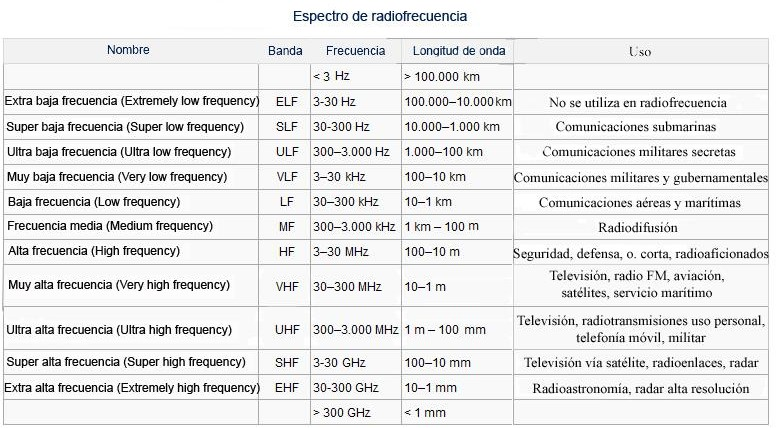 Espectro de radiofrecuencia
Nombre Banda Frecuencia Longitud de onda Uso
< 3 Hz > 100.000 km
Extra baja frecuencia (Extremely low frequency) ELF 3-30 Hz 100.000–10.000 km No se utiliza en radiofrecuencia
Super baja frecuencia (Super low frequency) SLF 30-300 Hz 10.000–1.000 km Comunicaciones submarinas
Ultra baja frecuencia (Ultra low frequency) ULF 300–3.000 Hz 1.000–100 km Comunicaciones militares secretas
Muy baja frecuencia (Very low frequency) VLF 3–30 kHz 100–10 km Comunicaciones militares y gubernamentales
Baja frecuencia (Low frequency) LF 30–300 kHz 10–1 km Comunicaciones aéreas y marítimas
Frecuencia media (Medium frequency) MF 300–3.000 kHz 1 km – 100 m Radiodifusión
Alta frecuencia (High frequency) HF 3–30 MHz 100–10 m Seguridad, defensa, o. corta, radioaficionados
Muy alta frecuencia (Very high frequency) VHF 30–300 MHz 10–1 m Televisión, radio FM, aviación,
satélites, servicio marítimo
Ultra alta frecuencia (Ultra high frequency) UHF 300–3.000 MHz 1 m – 100 mm Televisión, radiotransmisiones uso personal,
telefonía móvil, militar
Super alta frecuencia (Super high frequency) SHF 3-30 GHz 100–10 mm Televisión vía satélite, radioenlaces, radar
Extra alta frecuencia (Extremely high frequency) EHF 30-300 GHz 10–1 mm Radioastronomía, radar alta resolución
> 300 GHz < 1 mm